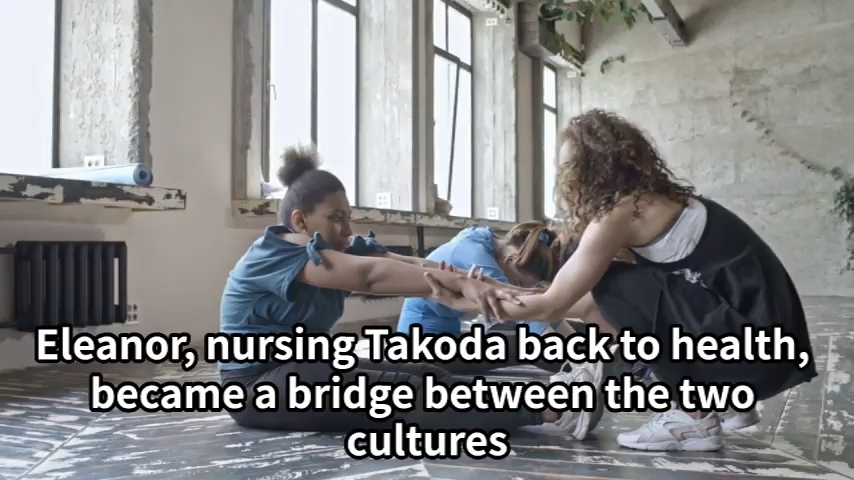 Eleanor, nursing Takoda back to health,
became a bridge between the two
cultures